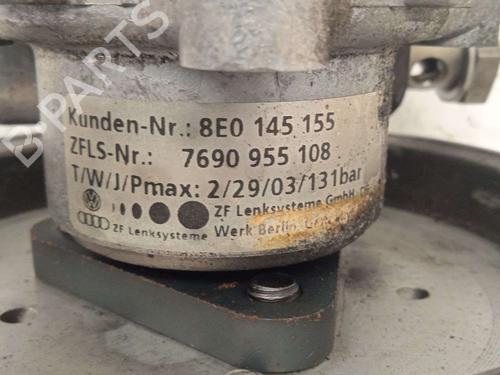 B-PARTS
Kunden-Nr.: 8E0 145 155
ZFLS-Nr.: 7690 955 108
T/W/J/Pmax: 2/29/03/131bar
ZF Lenksysteme GmbH
ZF Lenksysteme Werk Berlin,